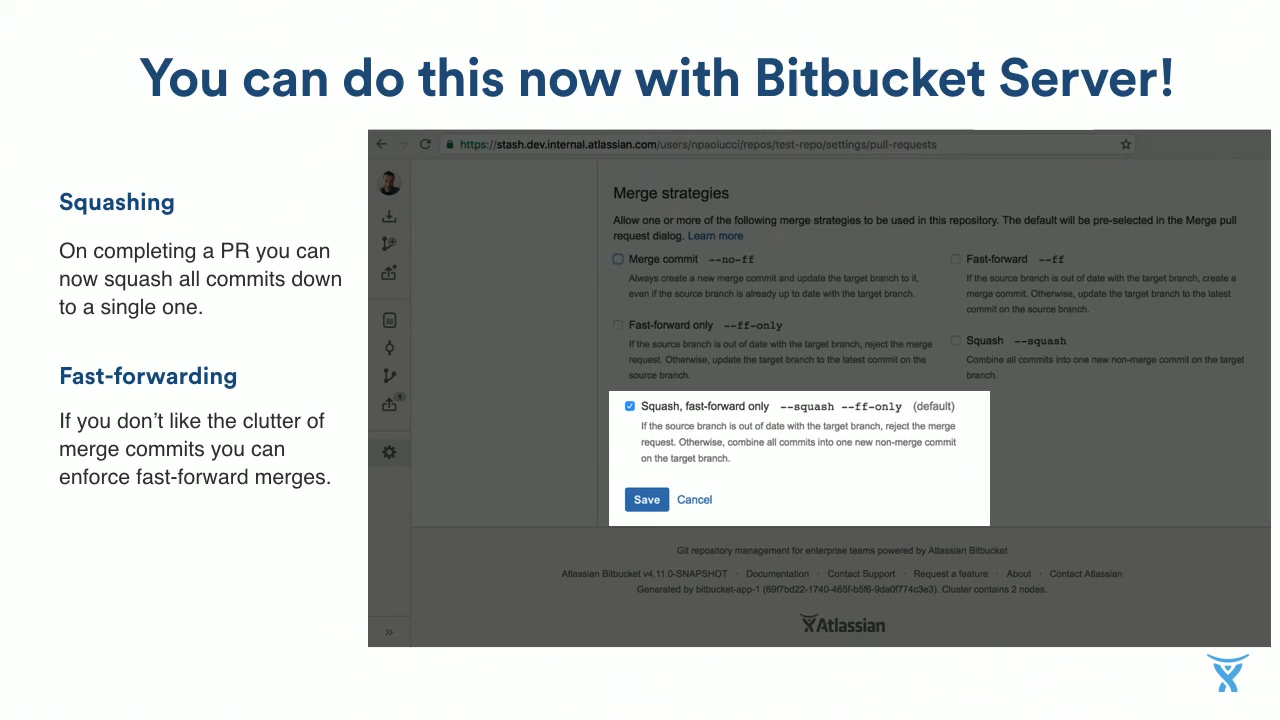 You can do this now with Bitbucket Server!
Squashing
On completing a PR you can
now squash all commits down
to a single one.
Fast-forwarding
If you don’t like the clutter of
merge commits you can
enforce fast-forward merges.
https://stash.dev.internal.atlassian.com/users/npaolucci/repos/test-repo/settings/pull-requests
Merge strategies
Allow one or more of the following merge strategies to be used in this repository. The default will be pre-selected in the Merge pull
request dialog. Learn more
Merge commit --no-ff
Always create a new merge commit and update the target branch to it,
even if the source branch is already up to date with the target branch.
Fast-forward --ff
If the source branch is out of date with the target branch, create a
merge commit. Otherwise, update the target branch to the latest
commit on the source branch.
Fast-forward only --ff-only
If the source branch is out of date with the target branch, reject the merge
request. Otherwise, update the target branch to the latest commit on the
source branch.
Squash --squash
Combine all commits into one new non-merge commit on the target
branch.
Squash, fast-forward only --squash --ff-only (default)
If the source branch is out of date with the target branch, reject the merge
request. Otherwise, combine all commits into one new non-merge commit
on the target branch.
Save Cancel
1
Git repository management for enterprise teams powered by Atlassian Bitbucket
Atlassian Bitbucket v4.11.0-SNAPSHOT · Documentation · Contact Support · Request a feature · About · Contact Atlassian
Generated by bitbucket-app-1 (69f7bd22-1740-465f-b5f6-9da0f774c3e3). Cluster contains 2 nodes.
Atlassian